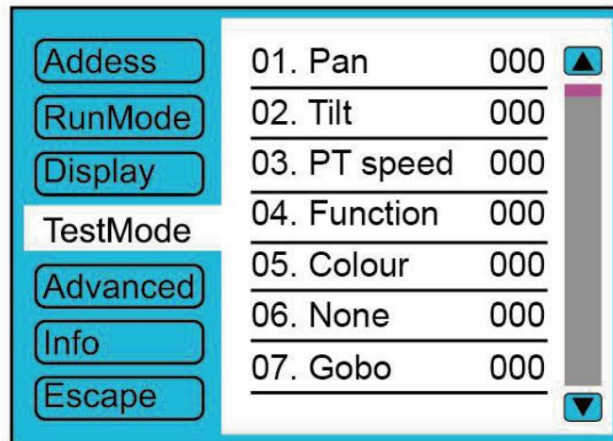 Addess
RunMode
Display
TestMode
Advanced
Info
Escape
01. Pan 000
02. Tilt 000
03. PT speed 000
04. Function 000
05. Colour 000
06. None 000
07. Gobo 000